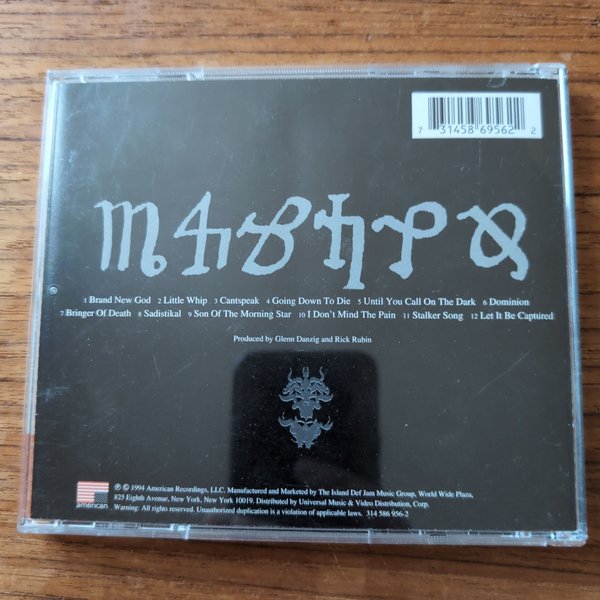 7 31458 69562 2
1 Brand New God 2 Little Whip 3 Cantspeak 4 Going Down To Die 5 Until You Call On The Dark 6 Dominion
7 Bringer Of Death 8 Sadistikal 9 Son Of The Morning Star 10 I Don't Mind The Pain 11 Stalker Song 12 Let It Be Captured
Produced by Glenn Danzig and Rick Rubin
℗ © 1994 American Recordings, LLC. Manufactured and Marketed by The Island Def Jam Music Group, World Wide Plaza,
825 Eighth Avenue, New York, New York 10019. Distributed by Universal Music & Video Distribution, Corp.
Warning: All rights reserved. Unauthorized duplication is a violation of applicable laws. 314 586 956-2
american